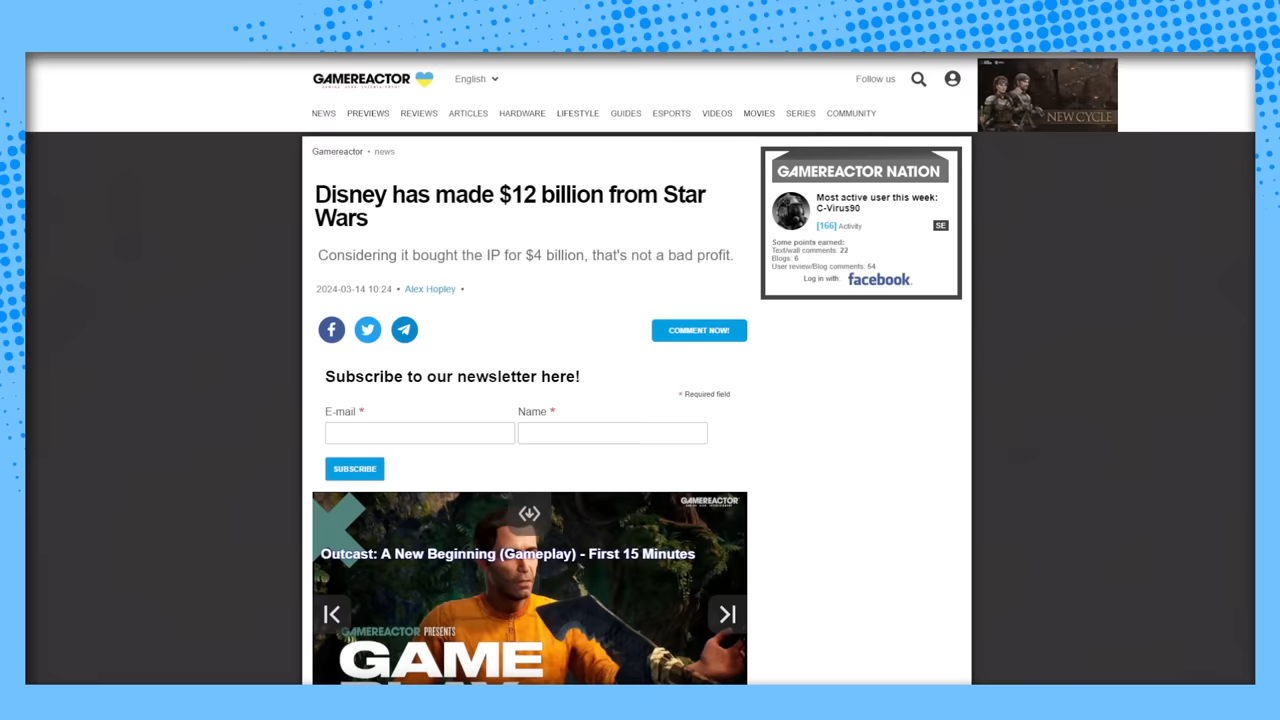 GAMEREACTOR
English
Follow us
NEWS PREVIEWS REVIEWS ARTICLES HARDWARE LIFESTYLE GUIDES ESPORTS VIDEOS MOVIES SERIES COMMUNITY
NEW CYCLE
Gamereactor • news
Disney has made $12 billion from Star
Wars
Considering it bought the IP for $4 billion, that's not a bad profit.
2024-03-14 10:24 • Alex Hopley •
COMMENT NOW!
GAMEREACTOR NATION
Most active user this week:
C-Virus90
[166] Activity
SE
Some points earned:
Text/wall comments: 22
Blogs: 6
User review/Blog comments: 54
Log in with: facebook
Subscribe to our newsletter here!
* Required field
E-mail * Name *
SUBSCRIBE
GAMEREACTOR
Outcast: A New Beginning (Gameplay) - First 15 Minutes
GAMEREACTOR PRESENTS
GAME
PLAY